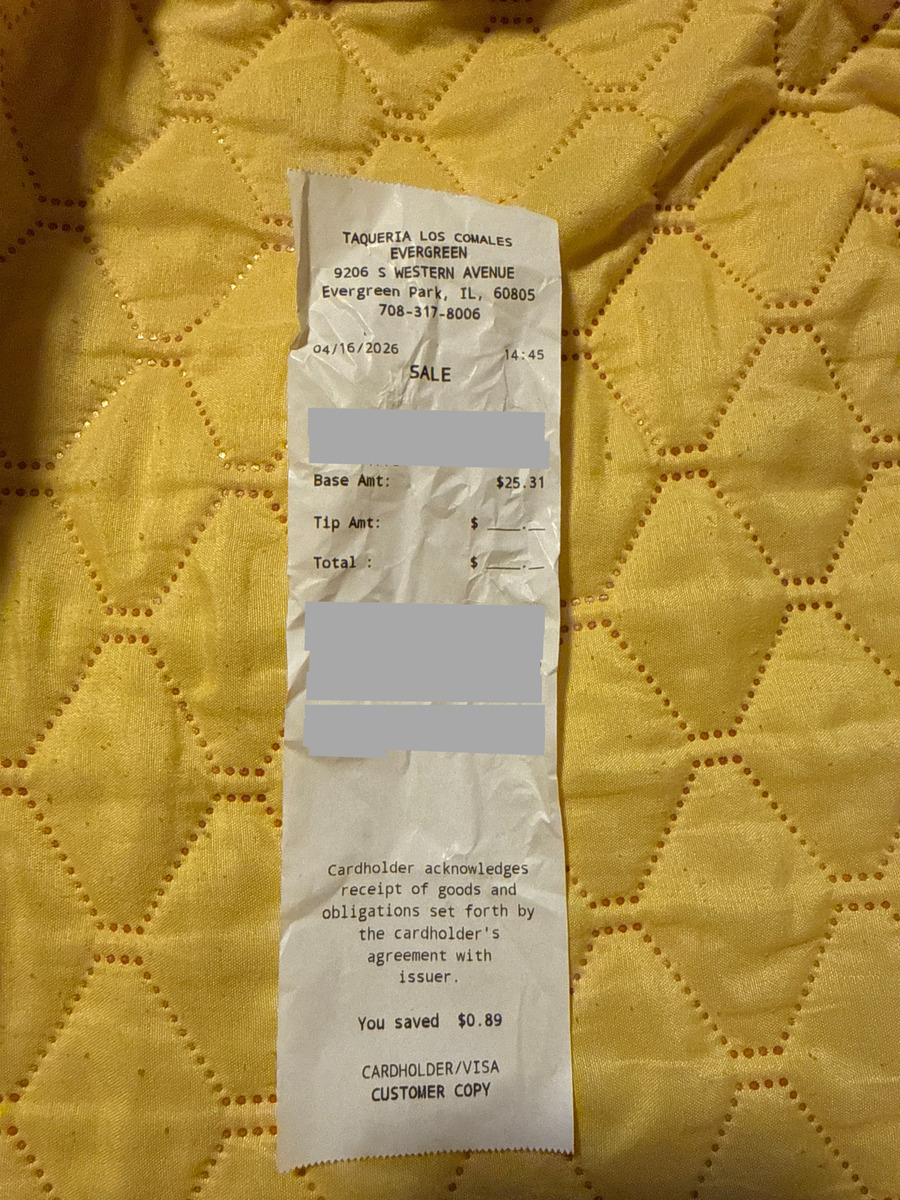 TAQUERIA LOS COMALES
EVERGREEN
9206 S WESTERN AVENUE
Evergreen Park, IL, 60805
708-317-8006
04/16/2026 14:45
SALE
Base Amt: $25.31
Tip Amt: $ ___.__
Total : $ ___.__
Cardholder acknowledges
receipt of goods and
obligations set forth by
the cardholder's
agreement with
issuer.
You saved $0.89
CARDHOLDER/VISA
CUSTOMER COPY